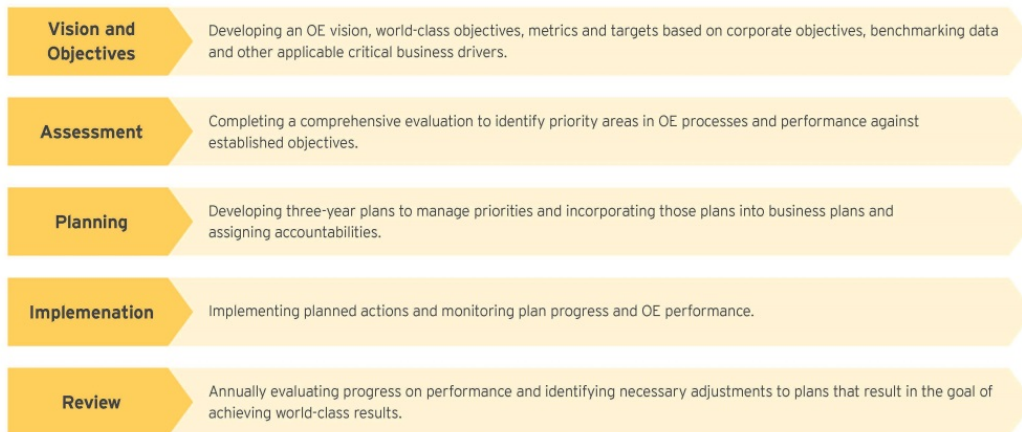 Vision and
Objectives
Developing an OE vision, world-class objectives, metrics and targets based on corporate objectives, benchmarking data
and other applicable critical business drivers.
Assessment
Completing a comprehensive evaluation to identify priority areas in OE processes and performance against
established objectives.
Planning
Developing three-year plans to manage priorities and incorporating those plans into business plans and
assigning accountabilities.
Implemenation
Implementing planned actions and monitoring plan progress and OE performance.
Review
Annually evaluating progress on performance and identifying necessary adjustments to plans that result in the goal of
achieving world-class results.